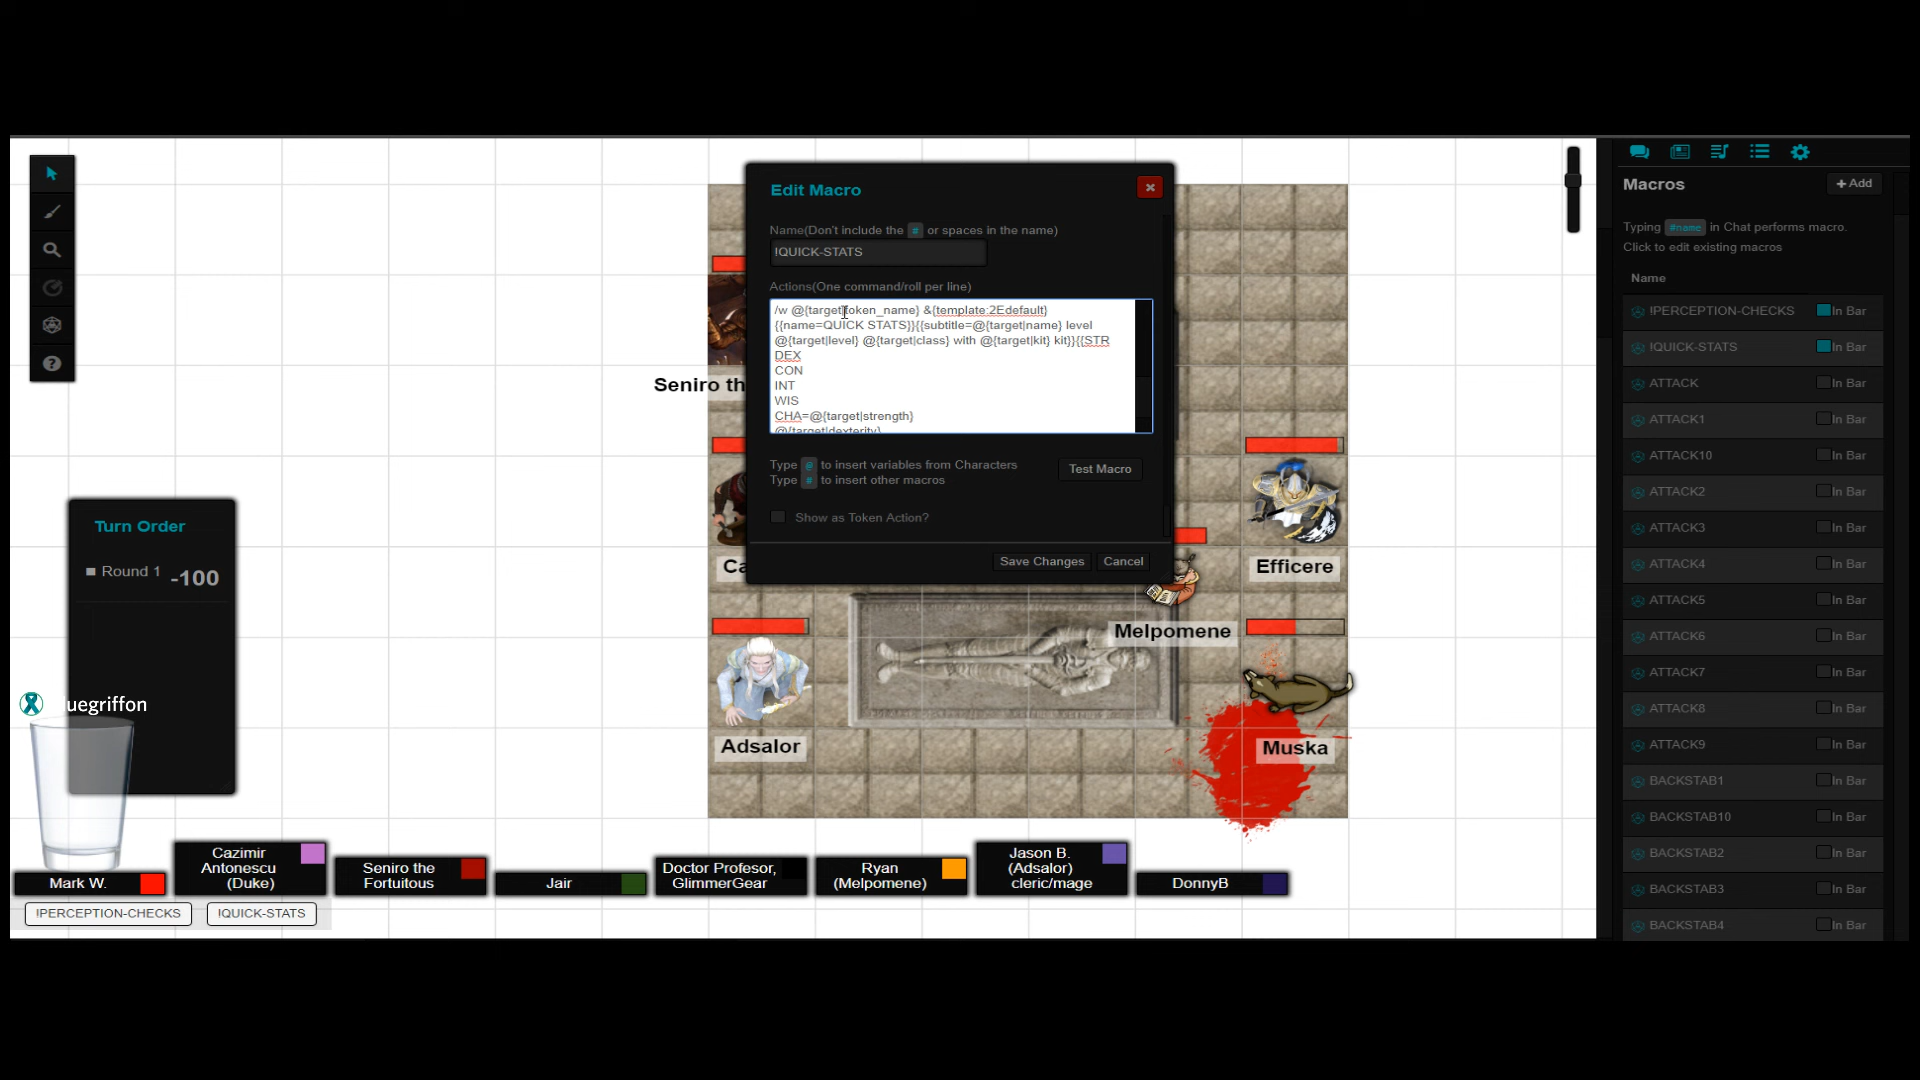 Edit Macro
Name(Don't include the # or spaces in the name)
!QUICK-STATS
Actions(One command/roll per line)
/w @{target|token_name} &{template:2Edefault}
{{name=QUICK STATS}}{{subtitle=@{target|name} level
@{target|level} @{target|class} with @{target|kit} kit}}{{STR
DEX
CON
INT
WIS
CHA=@{target|strength}
@{target|dexterity}
Type @ to insert variables from Characters
Type # to insert other macros
Test Macro
Show as Token Action?
Save Changes
Cancel
Seniro th
Ca
Efficere
Melpomene
Adsalor
Muska
Turn Order
Round 1
-100
uegriffon
Mark W.
Cazimir
Antonescu
(Duke)
Seniro the
Fortuitous
Jair
Doctor Profesor,
GlimmerGear
Ryan
(Melpomene)
Jason B.
(Adsalor)
cleric/mage
DonnyB
!PERCEPTION-CHECKS
!QUICK-STATS
Macros
+ Add
Typing #name in Chat performs macro.
Click to edit existing macros
Name
!PERCEPTION-CHECKS In Bar
!QUICK-STATS In Bar
ATTACK In Bar
ATTACK1 In Bar
ATTACK10 In Bar
ATTACK2 In Bar
ATTACK3 In Bar
ATTACK4 In Bar
ATTACK5 In Bar
ATTACK6 In Bar
ATTACK7 In Bar
ATTACK8 In Bar
ATTACK9 In Bar
BACKSTAB1 In Bar
BACKSTAB10 In Bar
BACKSTAB2 In Bar
BACKSTAB3 In Bar
BACKSTAB4 In Bar